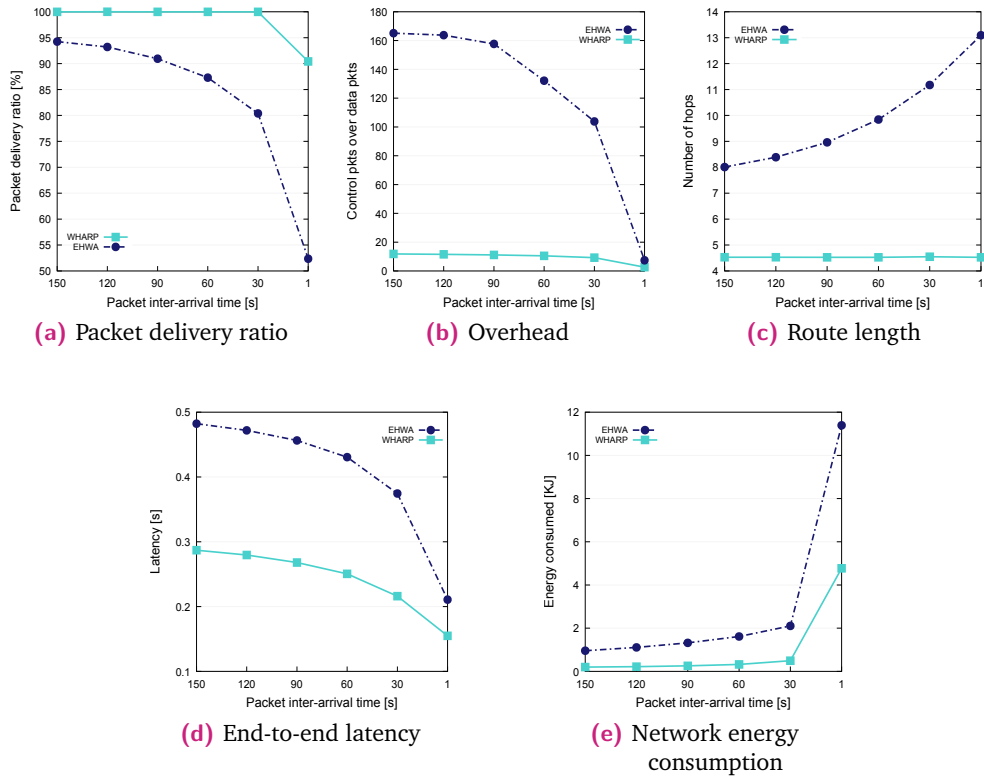 Packet delivery ratio [%]
100
95
90
85
80
75
70
65
60
55
50
WHARP
EHWA
150 120 90 60 30 1
Packet inter-arrival time [s]
(a) Packet delivery ratio
Control pkts over data pkts
180
160
140
120
100
80
60
40
20
0
EHWA
WHARP
150 120 90 60 30 1
Packet inter-arrival time [s]
(b) Overhead
Number of hops
14
13
12
11
10
9
8
7
6
5
4
EHWA
WHARP
150 120 90 60 30 1
Packet inter-arrival time [s]
(c) Route length
Latency [s]
0.5
0.4
0.3
0.2
0.1
EHWA
WHARP
150 120 90 60 30 1
Packet inter-arrival time [s]
(d) End-to-end latency
Energy consumed [KJ]
12
10
8
6
4
2
0
EHWA
WHARP
150 120 90 60 30 1
Packet inter-arrival time [s]
(e) Network energy
consumption